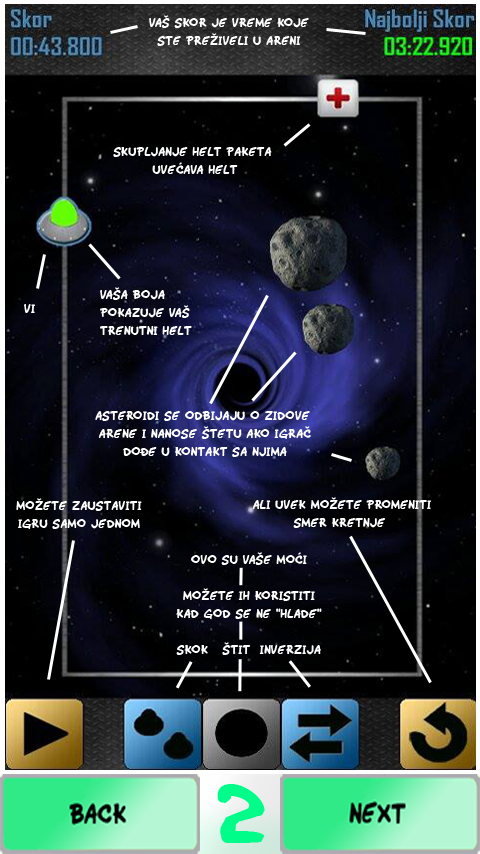 Skor
00:43.800
VAŠ SKOR JE VREME KOJE
STE PREŽIVELI U ARENI
Najbolji Skor
03:22.920
SKUPLJANJE HELT PAKETA
UVEĆAVA HELT
VI
VAŠA BOJA
POKAZUJE VAŠ
TRENUTNI HELT
ASTEROIDI SE ODBIJAJU O ZIDOVE
ARENE I NANOSE ŠTETU AKO IGRAČ
DOĐE U KONTAKT SA NJIMA
MOŽETE ZAUSTAVITI
IGRU SAMO JEDNOM
ALI UVEK MOŽETE PROMENITI
SMER KRETNJE
OVO SU VAŠE MOĆI
MOŽETE IH KORISTITI
KAD GOD SE NE "HLADE"
SKOK ŠTIT INVERZIJA
BACK
2
NEXT